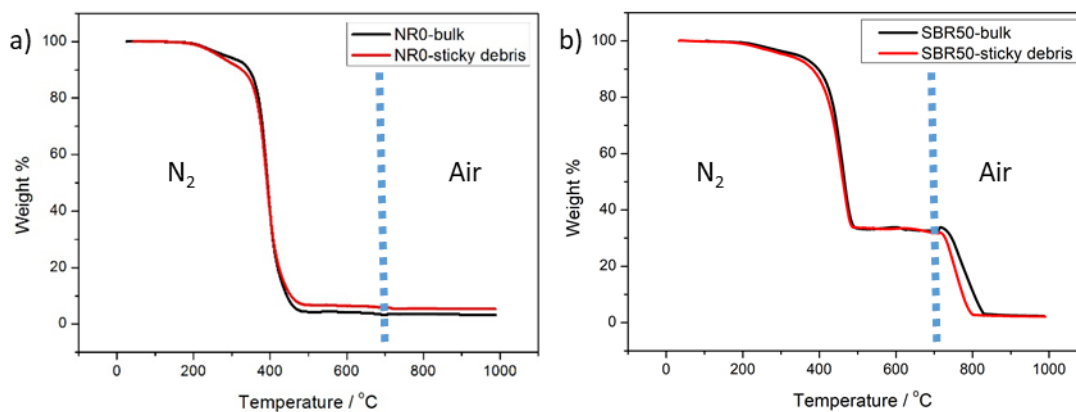 a)
NR0-bulk
NR0-sticky debris
N₂
Air
Weight %
100
80
60
40
20
0
0 200 400 600 800 1000
Temperature / °C
b)
SBR50-bulk
SBR50-sticky debris
N₂
Air
Weight %
100
80
60
40
20
0
0 200 400 600 800 1000
Temperature / °C